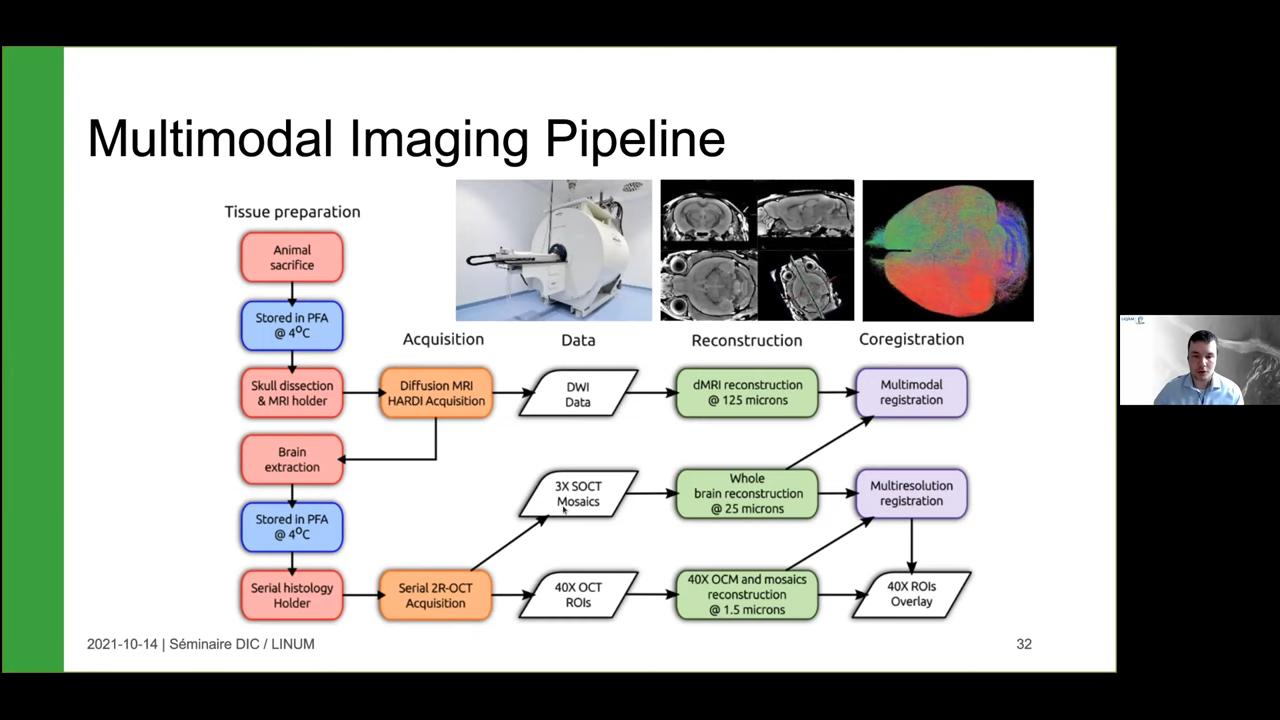 Multimodal Imaging Pipeline
Tissue preparation
Animal
sacrifice
Stored in PFA
@ 4⁰C
Skull dissection
& MRI holder
Brain
extraction
Stored in PFA
@ 4⁰C
Serial histology
Holder
Acquisition
Diffusion MRI
HARDI Acquisition
Serial 2R-OCT
Acquisition
Data
DWI
Data
3X SOCT
Mosaics
40X OCT
ROIs
Reconstruction
dMRI reconstruction
@ 125 microns
Whole
brain reconstruction
@ 25 microns
40X OCM and mosaics
reconstruction
@ 1.5 microns
Coregistration
Multimodal
registration
Multiresolution
registration
40X ROIs
Overlay
2021-10-14 | Séminaire DIC / LINUM
32
UQAM